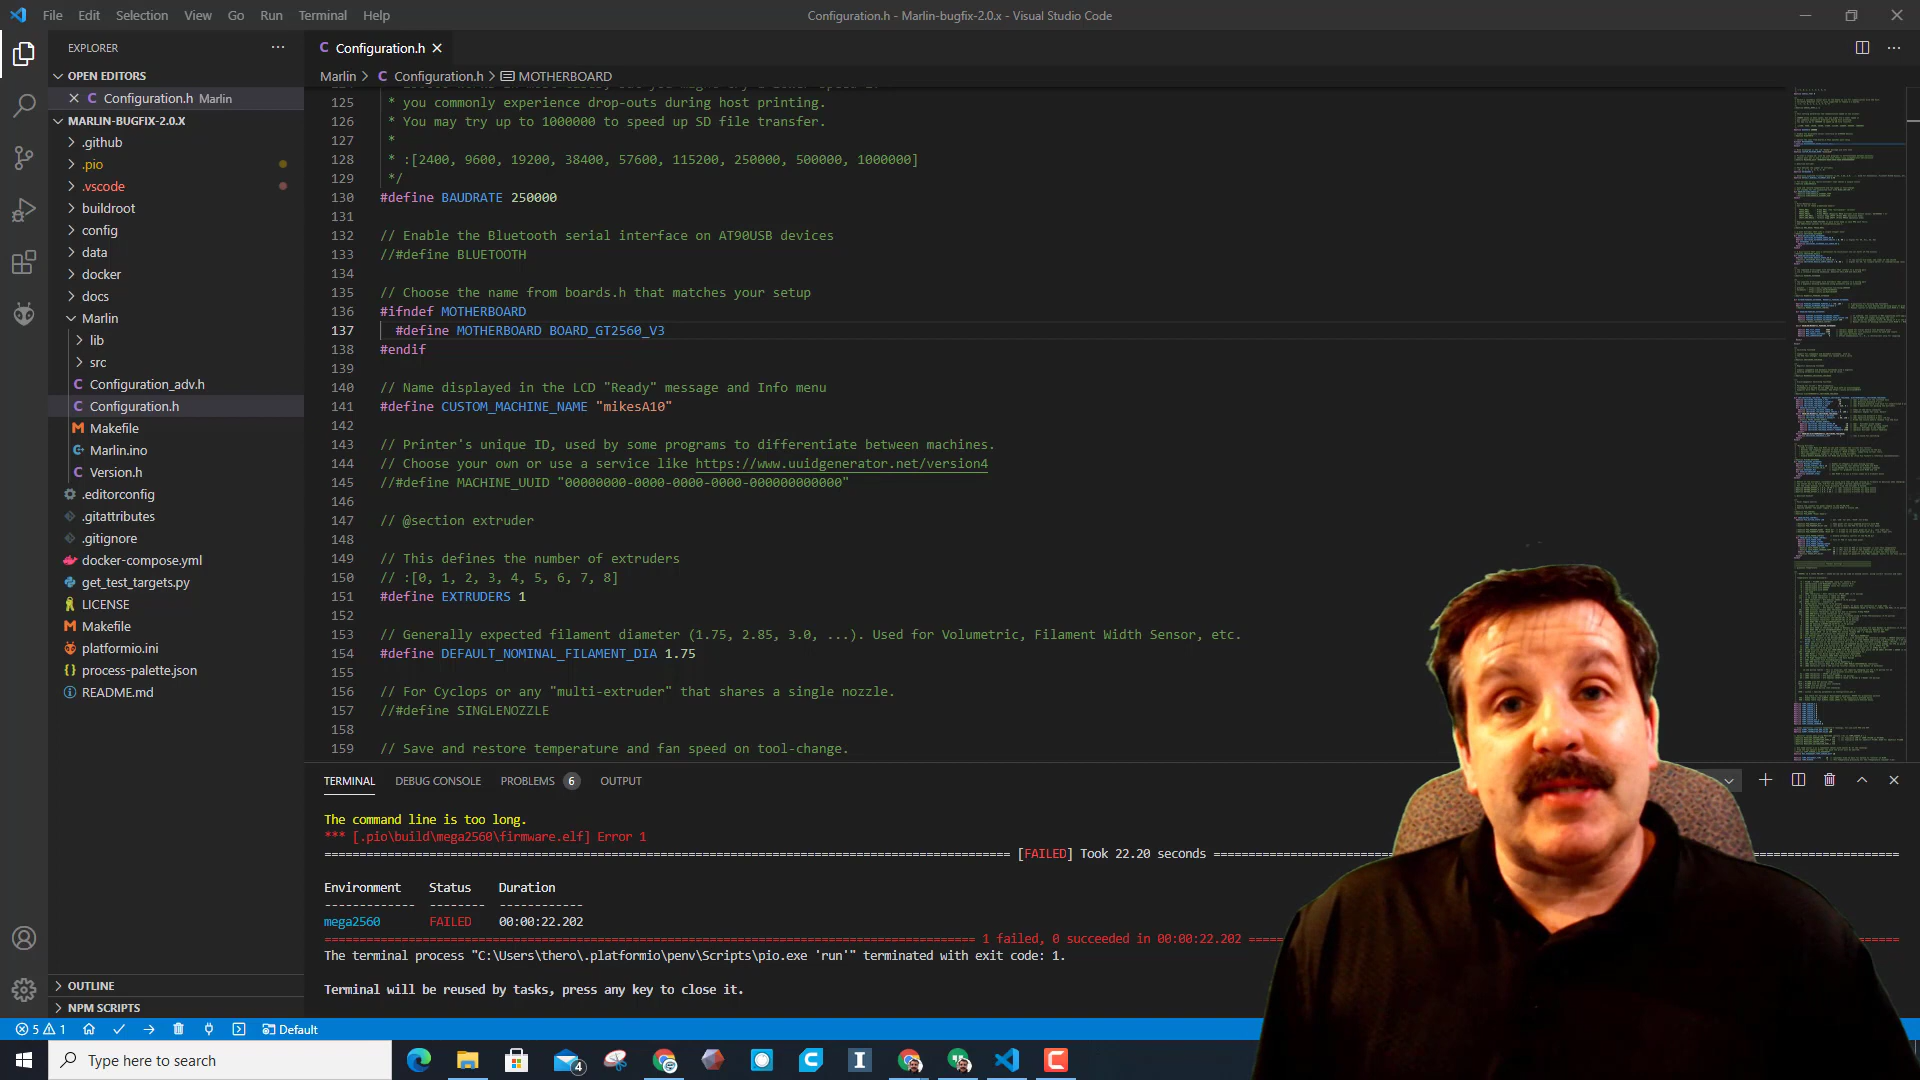 File Edit Selection View Go Run Terminal Help
Configuration.h - Marlin-bugfix-2.0.x - Visual Studio Code
EXPLORER
OPEN EDITORS
Configuration.h Marlin
MARLIN-BUGFIX-2.0.X
.github
.pio
.vscode
buildroot
config
data
docker
docs
Marlin
lib
src
Configuration_adv.h
Configuration.h
Makefile
Marlin.ino
Version.h
.editorconfig
.gitattributes
.gitignore
docker-compose.yml
get_test_targets.py
LICENSE
Makefile
platformio.ini
process-palette.json
README.md
OUTLINE
NPM SCRIPTS
Configuration.h
Marlin > Configuration.h > MOTHERBOARD
125 * you commonly experience drop-outs during host printing.
126 * You may try up to 1000000 to speed up SD file transfer.
127 *
128 * :[2400, 9600, 19200, 38400, 57600, 115200, 250000, 500000, 1000000]
129 */
130 #define BAUDRATE 250000
131
132 // Enable the Bluetooth serial interface on AT90USB devices
133 //#define BLUETOOTH
134
135 // Choose the name from boards.h that matches your setup
136 #ifndef MOTHERBOARD
137 #define MOTHERBOARD BOARD_GT2560_V3
138 #endif
139
140 // Name displayed in the LCD "Ready" message and Info menu
141 #define CUSTOM_MACHINE_NAME "mikesA10"
142
143 // Printer's unique ID, used by some programs to differentiate between machines.
144 // Choose your own or use a service like https://www.uuidgenerator.net/version4
145 //#define MACHINE_UUID "00000000-0000-0000-0000-000000000000"
146
147 // @section extruder
148
149 // This defines the number of extruders
150 // :[0, 1, 2, 3, 4, 5, 6, 7, 8]
151 #define EXTRUDERS 1
152
153 // Generally expected filament diameter (1.75, 2.85, 3.0, ...). Used for Volumetric, Filament Width Sensor, etc.
154 #define DEFAULT_NOMINAL_FILAMENT_DIA 1.75
155
156 // For Cyclops or any "multi-extruder" that shares a single nozzle.
157 //#define SINGLENOZZLE
158
159 // Save and restore temperature and fan speed on tool-change.
TERMINAL DEBUG CONSOLE PROBLEMS 6 OUTPUT
The command line is too long.
*** [.pio\build\mega2560\firmware.elf] Error 1
[FAILED] Took 22.20 seconds
Environment Status Duration
mega2560 FAILED 00:00:22.202
1 failed, 0 succeeded in 00:00:22.202
The terminal process "C:\Users\thero\.platformio\penv\Scripts\pio.exe 'run'" terminated with exit code: 1.
Terminal will be reused by tasks, press any key to close it.
5 1 Default
Type here to search
4